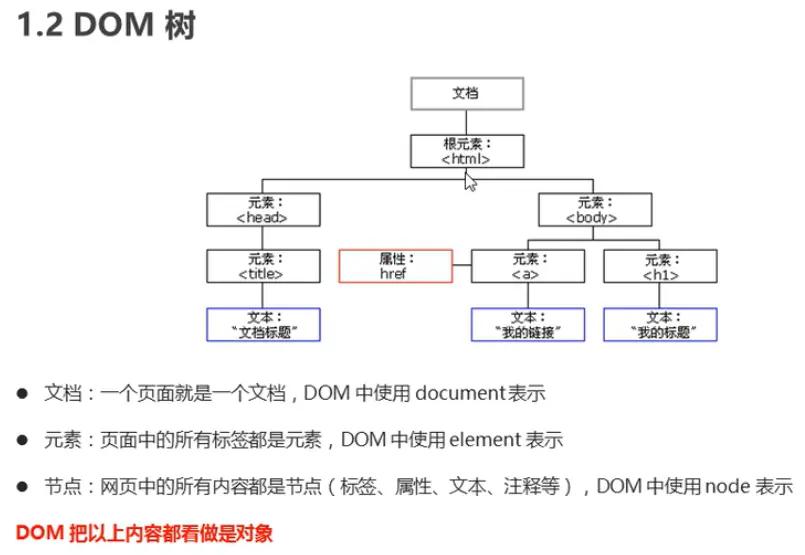 1.2 DOM 树
文档
根元素：
<html>
元素：
<head>
元素：
<body>
元素：
<title>
属性：
href
元素：
<a>
元素：
<h1>
文本：
“文档标题”
文本：
“我的链接”
文本：
“我的标题”
● 文档：一个页面就是一个文档，DOM 中使用 document 表示
● 元素：页面中的所有标签都是元素，DOM 中使用 element 表示
● 节点：网页中的所有内容都是节点（标签、属性、文本、注释等），DOM 中使用 node 表示
DOM 把以上内容都看做是对象